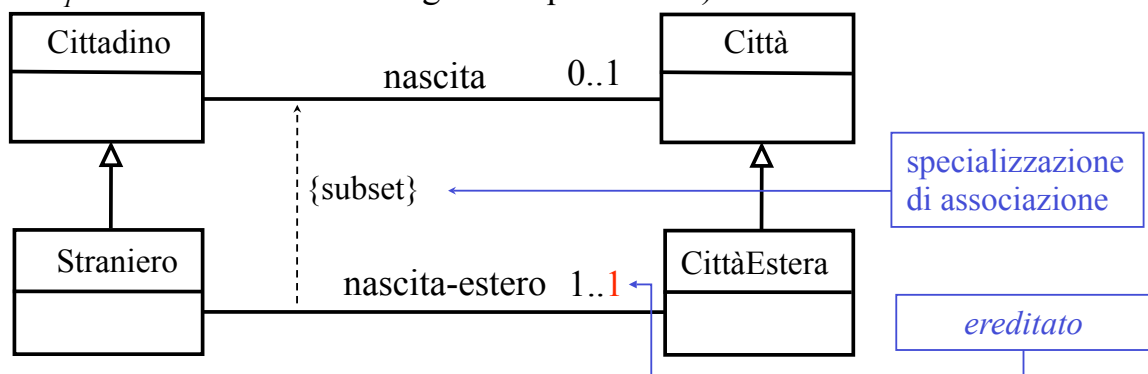 Cittadino
Città
nascita 0..1
{subset}
specializzazione
di associazione
Straniero
CittàEstera
nascita-estero 1..1
ereditato